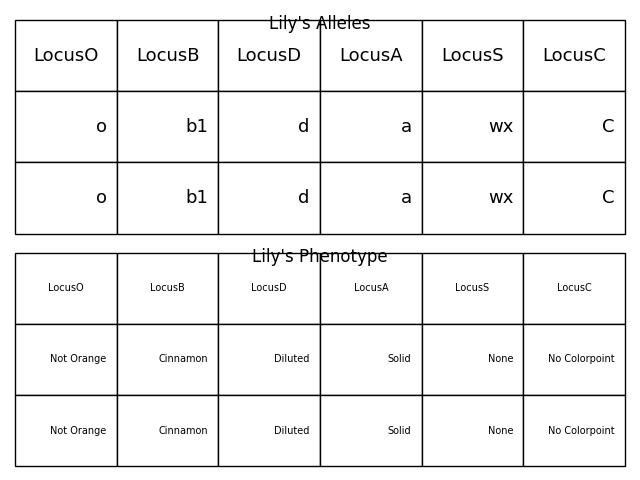 Lily's Alleles
LocusO LocusB LocusD LocusA LocusS LocusC
o b1 d a wx C
o b1 d a wx C
Lily's Phenotype
LocusO LocusB LocusD LocusA LocusS LocusC
Not Orange Cinnamon Diluted Solid None No Colorpoint
Not Orange Cinnamon Diluted Solid None No Colorpoint